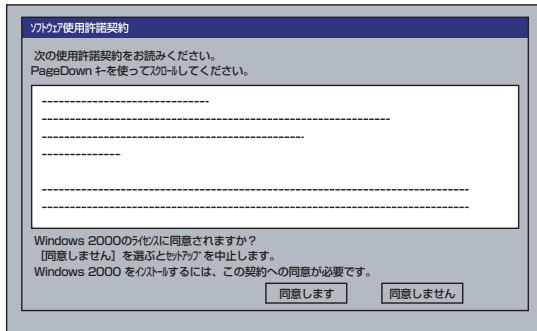 ソフトウェア使用許諾契約
次の使用許諾契約をお読みください。
PageDown キーを使ってスクロールしてください。
Windows 2000のライセンスに同意されますか？
［同意しません］を選ぶとセットアップを中止します。
Windows 2000 をインストールするには、この契約への同意が必要です。
同意します 同意しません